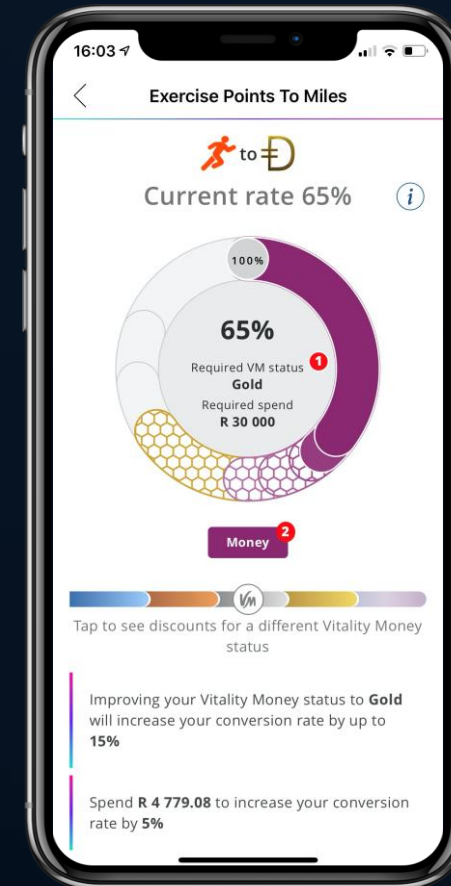 16:03
Exercise Points To Miles
to
Current rate 65%
i
100%
65%
Required VM status
1
Gold
Required spend
R 30 000
Money
2
VM
Tap to see discounts for a different Vitality Money
status
Improving your Vitality Money status to Gold
will increase your conversion rate by up to
15%
Spend R 4 779.08 to increase your conversion
rate by 5%